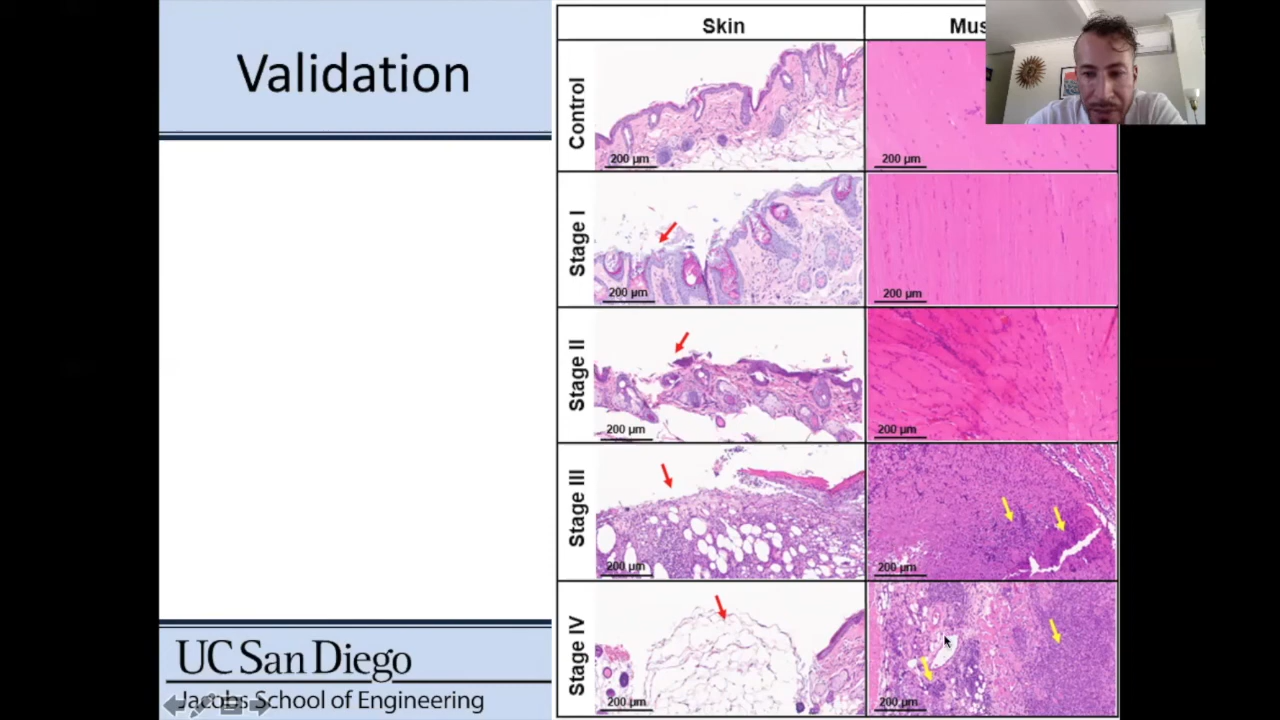 Validation
Skin
Mus
Control
200 µm
200 µm
Stage I
200 µm
200 µm
Stage II
200 µm
200 µm
Stage III
200 µm
200 µm
Stage IV
200 µm
200 µm
UC San Diego
Jacobs School of Engineering